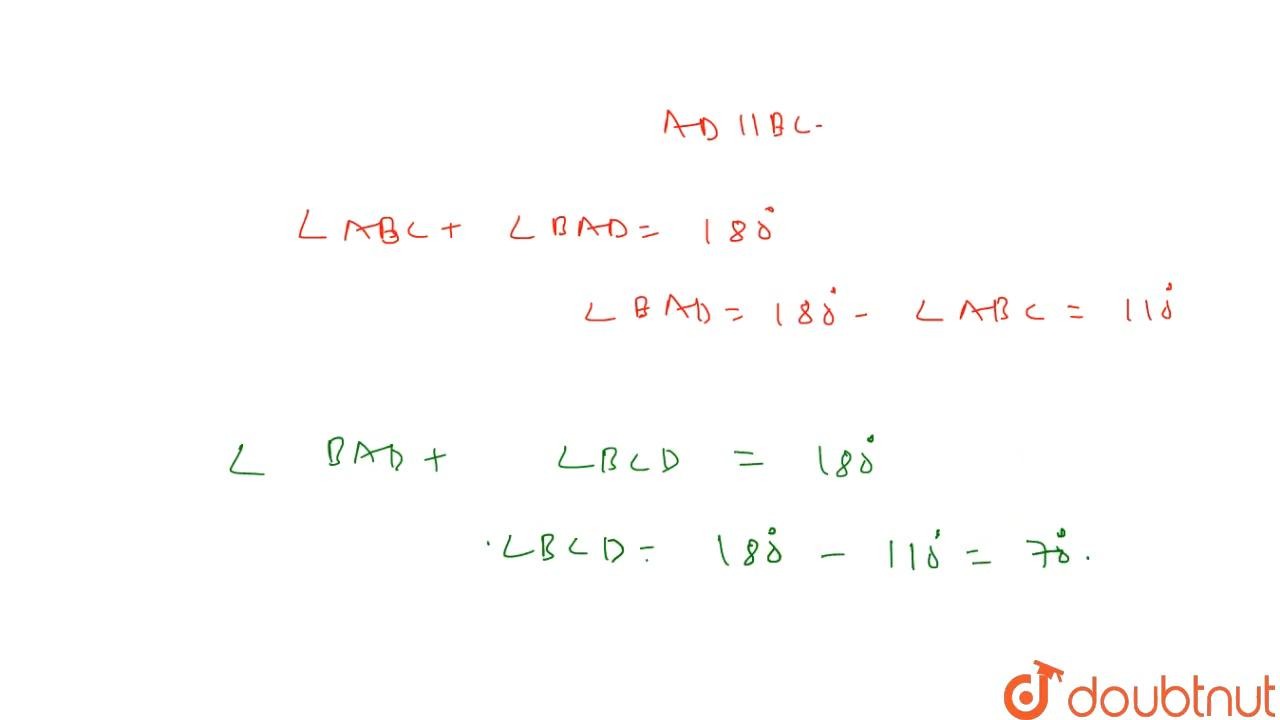 AD || BC.
∠ABC + ∠BAD = 180°
∠BAD = 180° - ∠ABC = 110°
∠ BAD + ∠BCD = 180°
∠BCD = 180° - 110° = 70°.
doubtnut